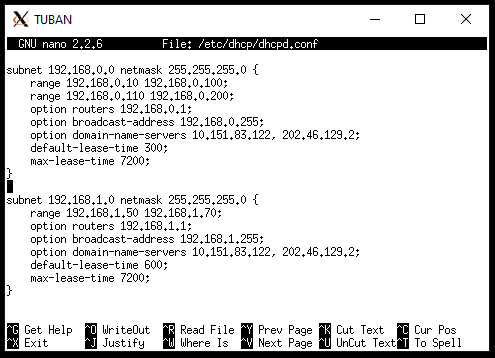 TUBAN
GNU nano 2.2.6 File: /etc/dhcp/dhcpd.conf
subnet 192.168.0.0 netmask 255.255.255.0 {
range 192.168.0.10 192.168.0.100;
range 192.168.0.110 192.168.0.200;
option routers 192.168.0.1;
option broadcast-address 192.168.0.255;
option domain-name-servers 10.151.83.122, 202.46.129.2;
default-lease-time 300;
max-lease-time 7200;
}
subnet 192.168.1.0 netmask 255.255.255.0 {
range 192.168.1.50 192.168.1.70;
option routers 192.168.1.1;
option broadcast-address 192.168.1.255;
option domain-name-servers 10.151.83.122, 202.46.129.2;
default-lease-time 600;
max-lease-time 7200;
}
^G Get Help ^O WriteOut ^R Read File ^Y Prev Page ^K Cut Text ^C Cur Pos
^X Exit ^J Justify ^W Where Is ^V Next Page ^U UnCut Text ^T To Spell